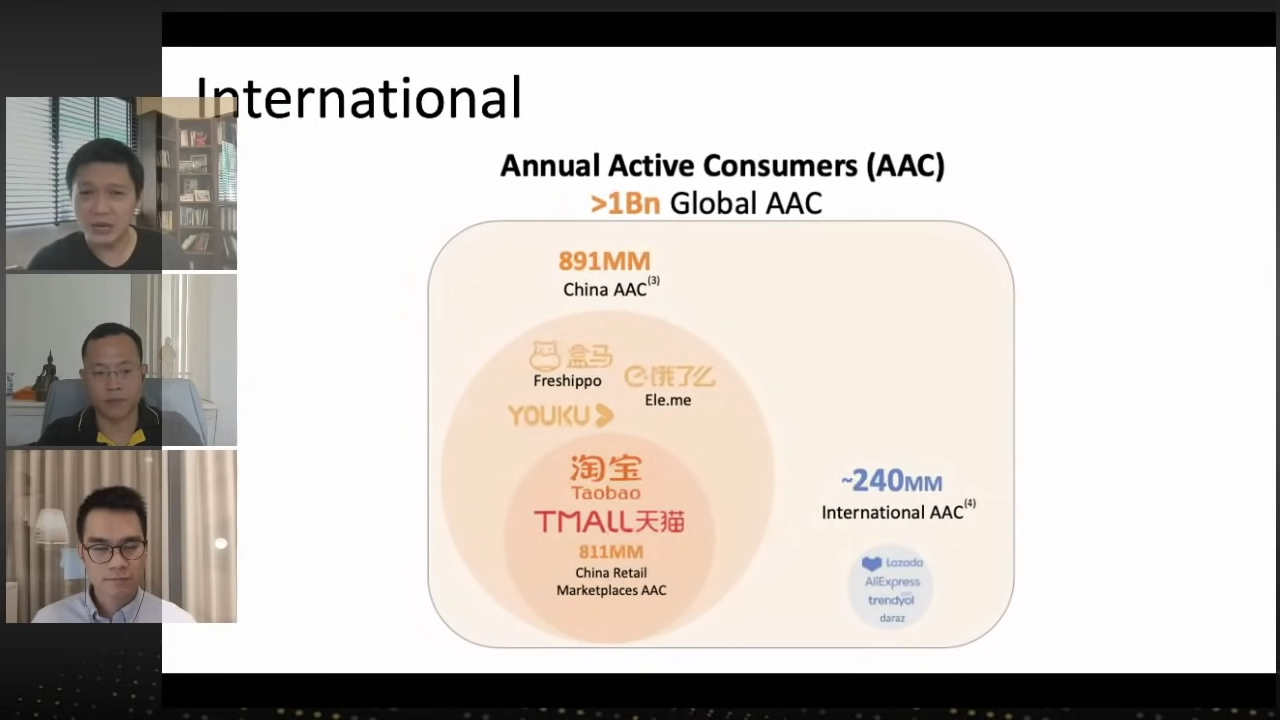 International
Annual Active Consumers (AAC)
>1Bn Global AAC
891MM
China AAC(3)
盒马
Freshippo
饿了么
Ele.me
YOUKU
淘宝
Taobao
TMALL天猫
811MM
China Retail
Marketplaces AAC
~240MM
International AAC(4)
Lazada
AliExpress
trendyol
daraz